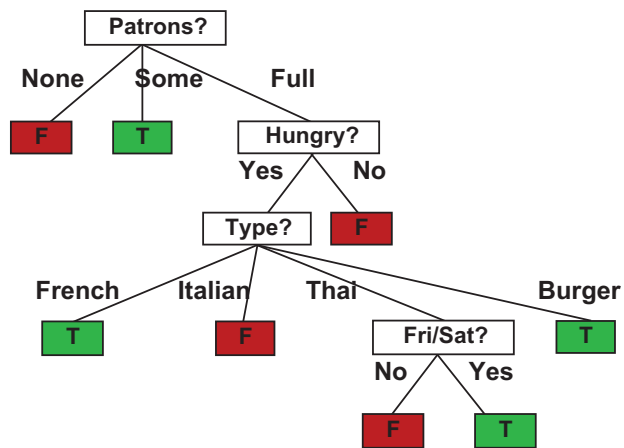 Patrons?
None Some Full
F T Hungry?
Yes No
Type? F
French Italian Thai Burger
T F Fri/Sat? T
No Yes
F T